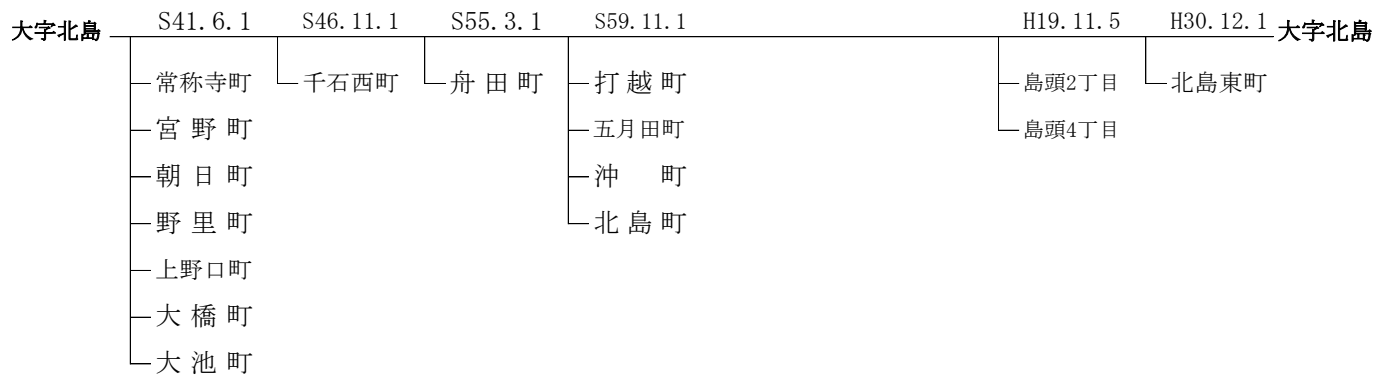 大字北島 S41.6.1 S46.11.1 S55.3.1 S59.11.1 H19.11.5 H30.12.1 大字北島
常称寺町 千石西町 舟田町 打越町 島頭2丁目 北島東町
宮野町 五月田町 島頭4丁目
朝日町 沖　町
野里町 北島町
上野口町
大橋町
大池町